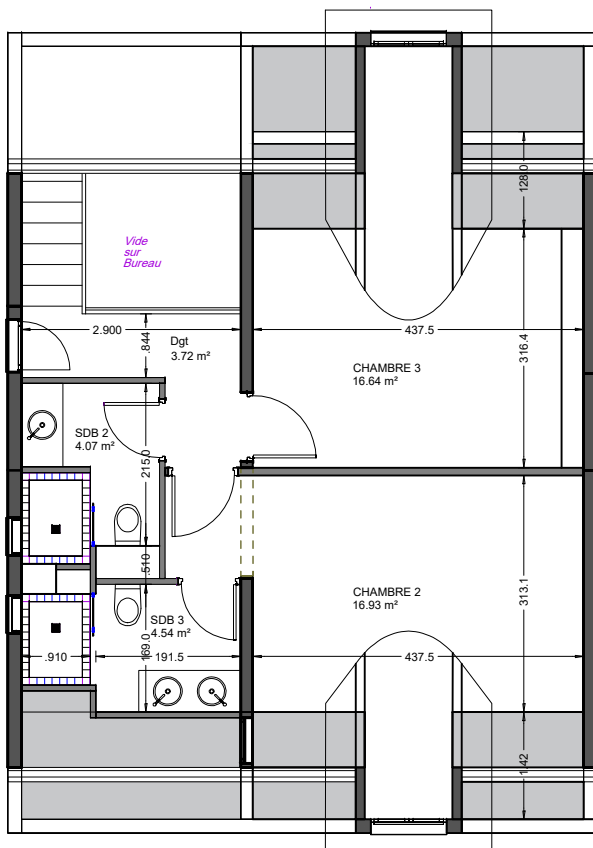 128.0
Vide
sur
Bureau
2.900
.844
Dgt
3.72 m²
437.5
316.4
CHAMBRE 3
16.64 m²
SDB 2
4.07 m²
215.0
.510
CHAMBRE 2
16.93 m²
313.1
SDB 3
4.54 m²
169.0
.910
191.5
437.5
1.42